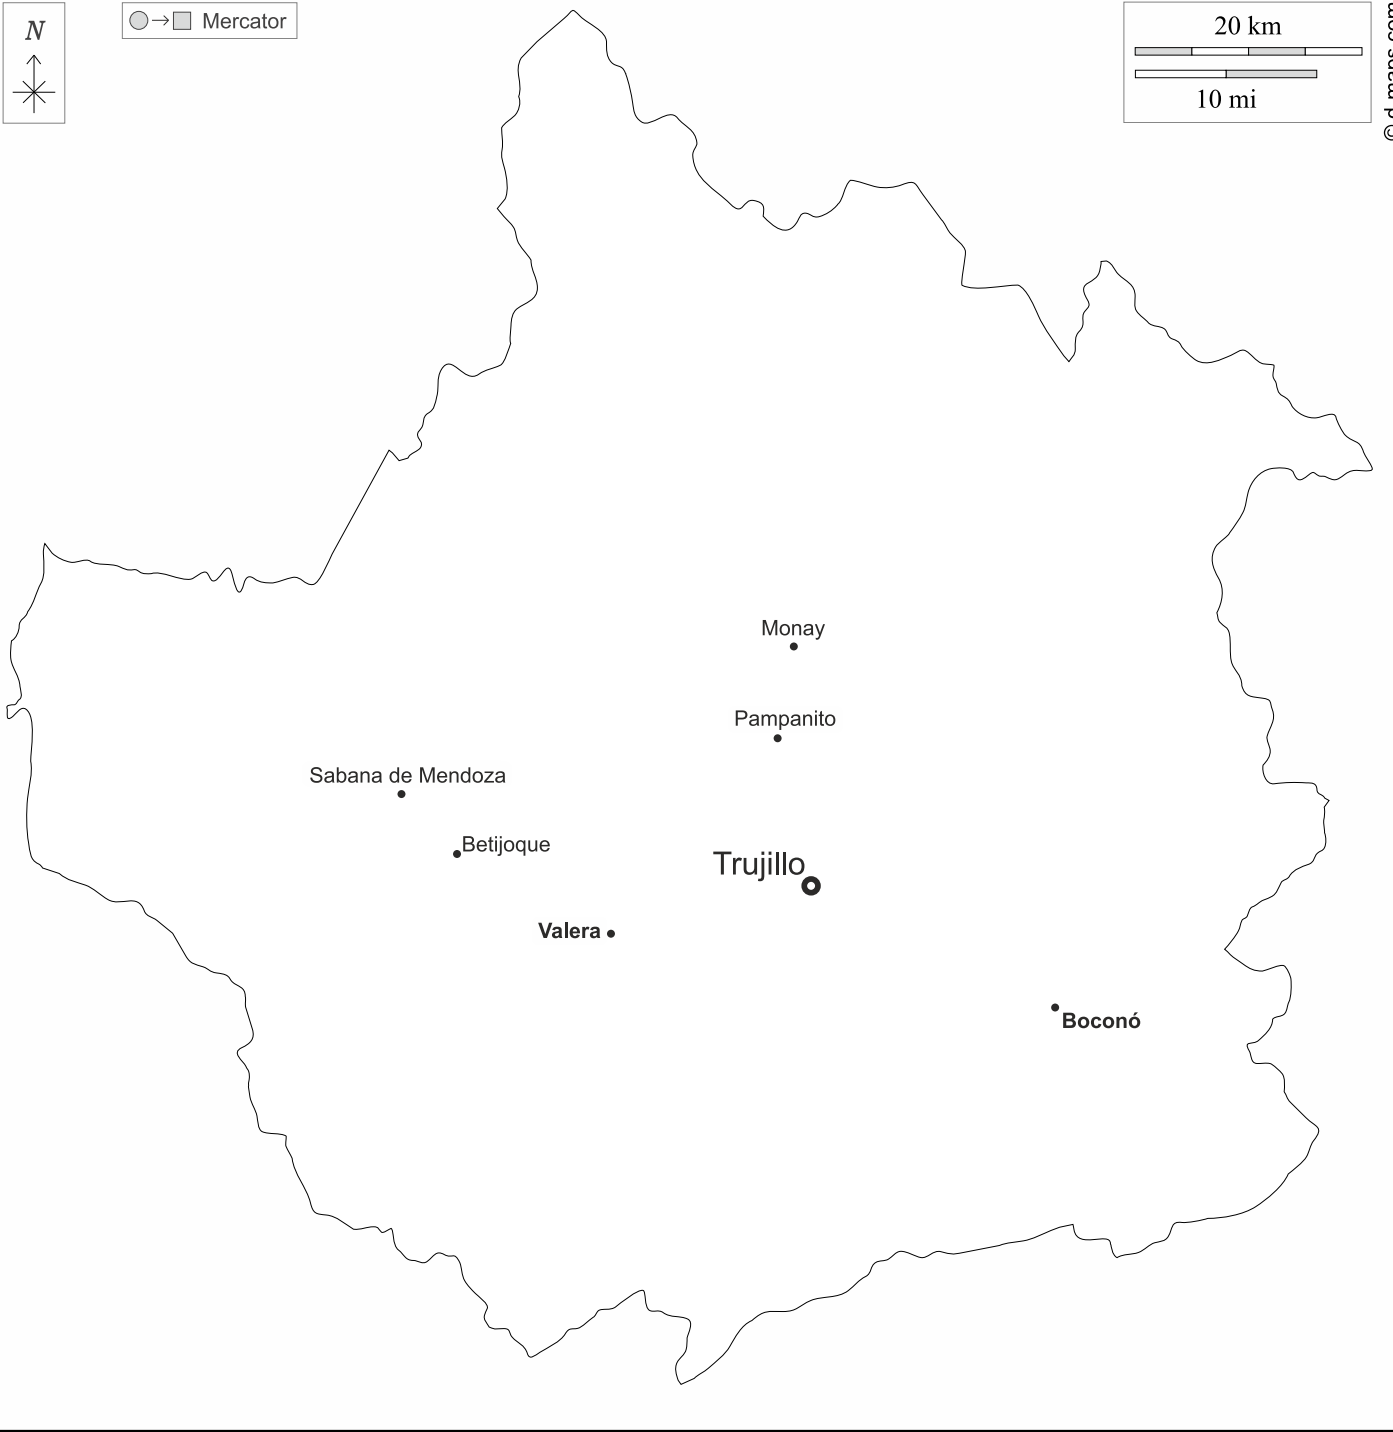 N
Mercator
20 km
10 mi
Monay
Pampanito
Sabana de Mendoza
Betijoque
Trujillo
Valera
Boconó